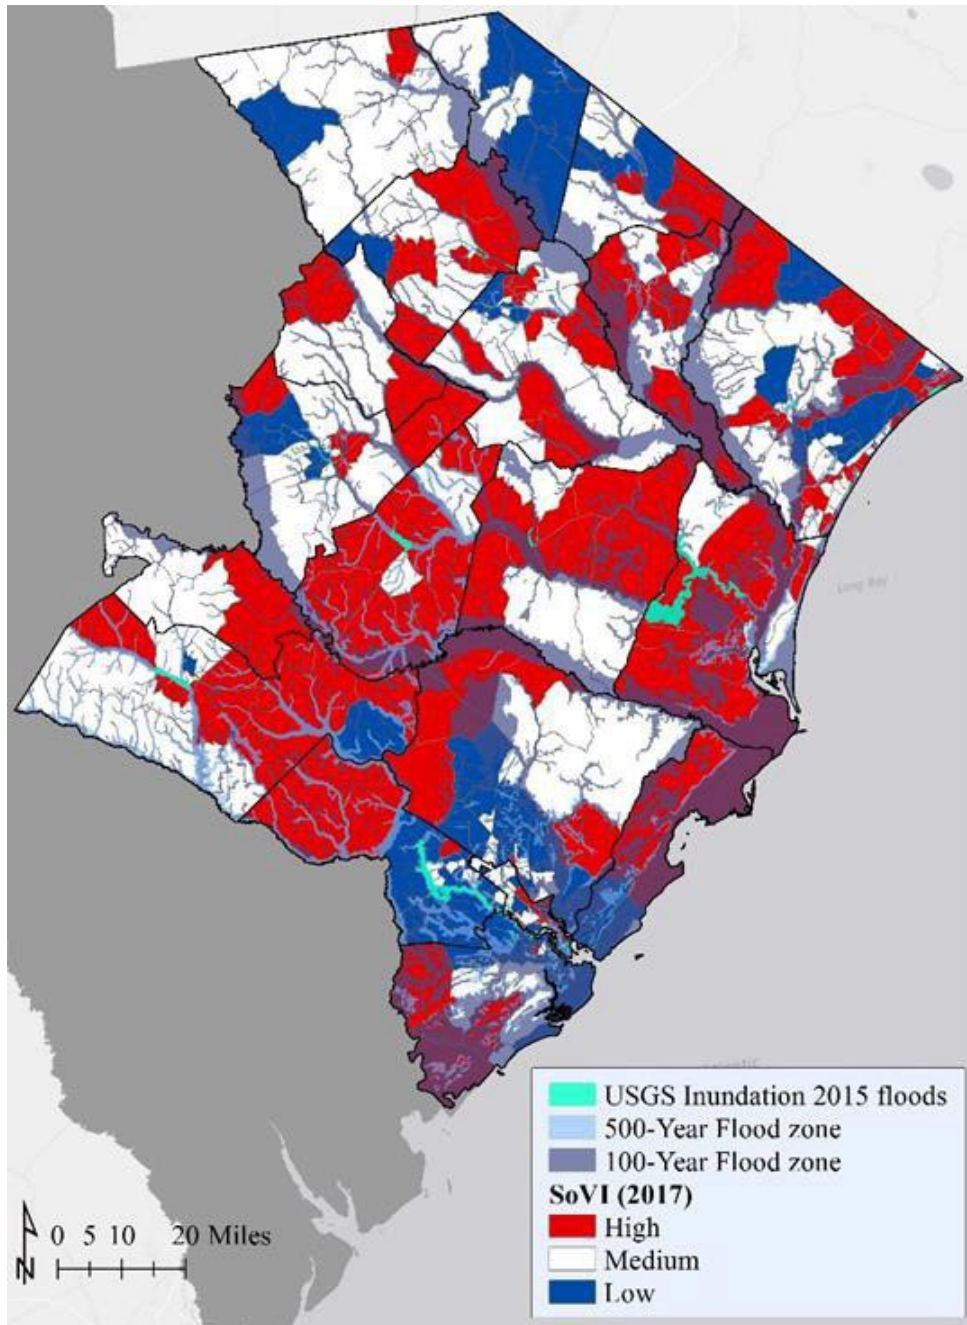 Long Bay
USGS Inundation 2015 floods
500-Year Flood zone
100-Year Flood zone
SoVI (2017)
High
Medium
Low
0 5 10 20 Miles
N